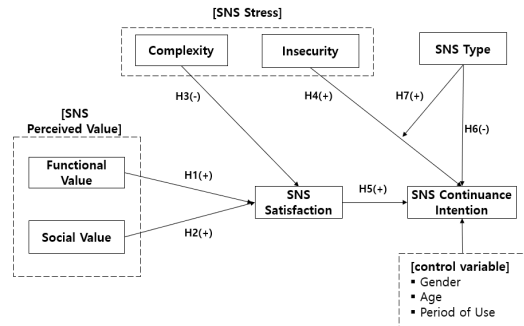 [SNS Stress]
Complexity
Insecurity
SNS Type
H3(-)
H4(+)
H7(+)
H6(-)
[SNS
Perceived Value]
Functional
Value
H1(+)
SNS
Satisfaction
H5(+)
SNS Continuance
Intention
Social Value
H2(+)
[control variable]
▪ Gender
▪ Age
▪ Period of Use